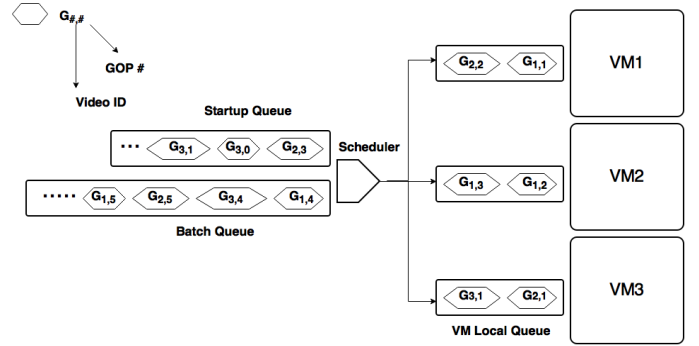 G#,#
GOP #
Video ID
Startup Queue
... G3,1 G3,0 G2,3
Scheduler
..... G1,5 G2,5 G3,4 G1,4
Batch Queue
G2,2 G1,1
VM1
G1,3 G1,2
VM2
G3,1 G2,1
VM3
VM Local Queue